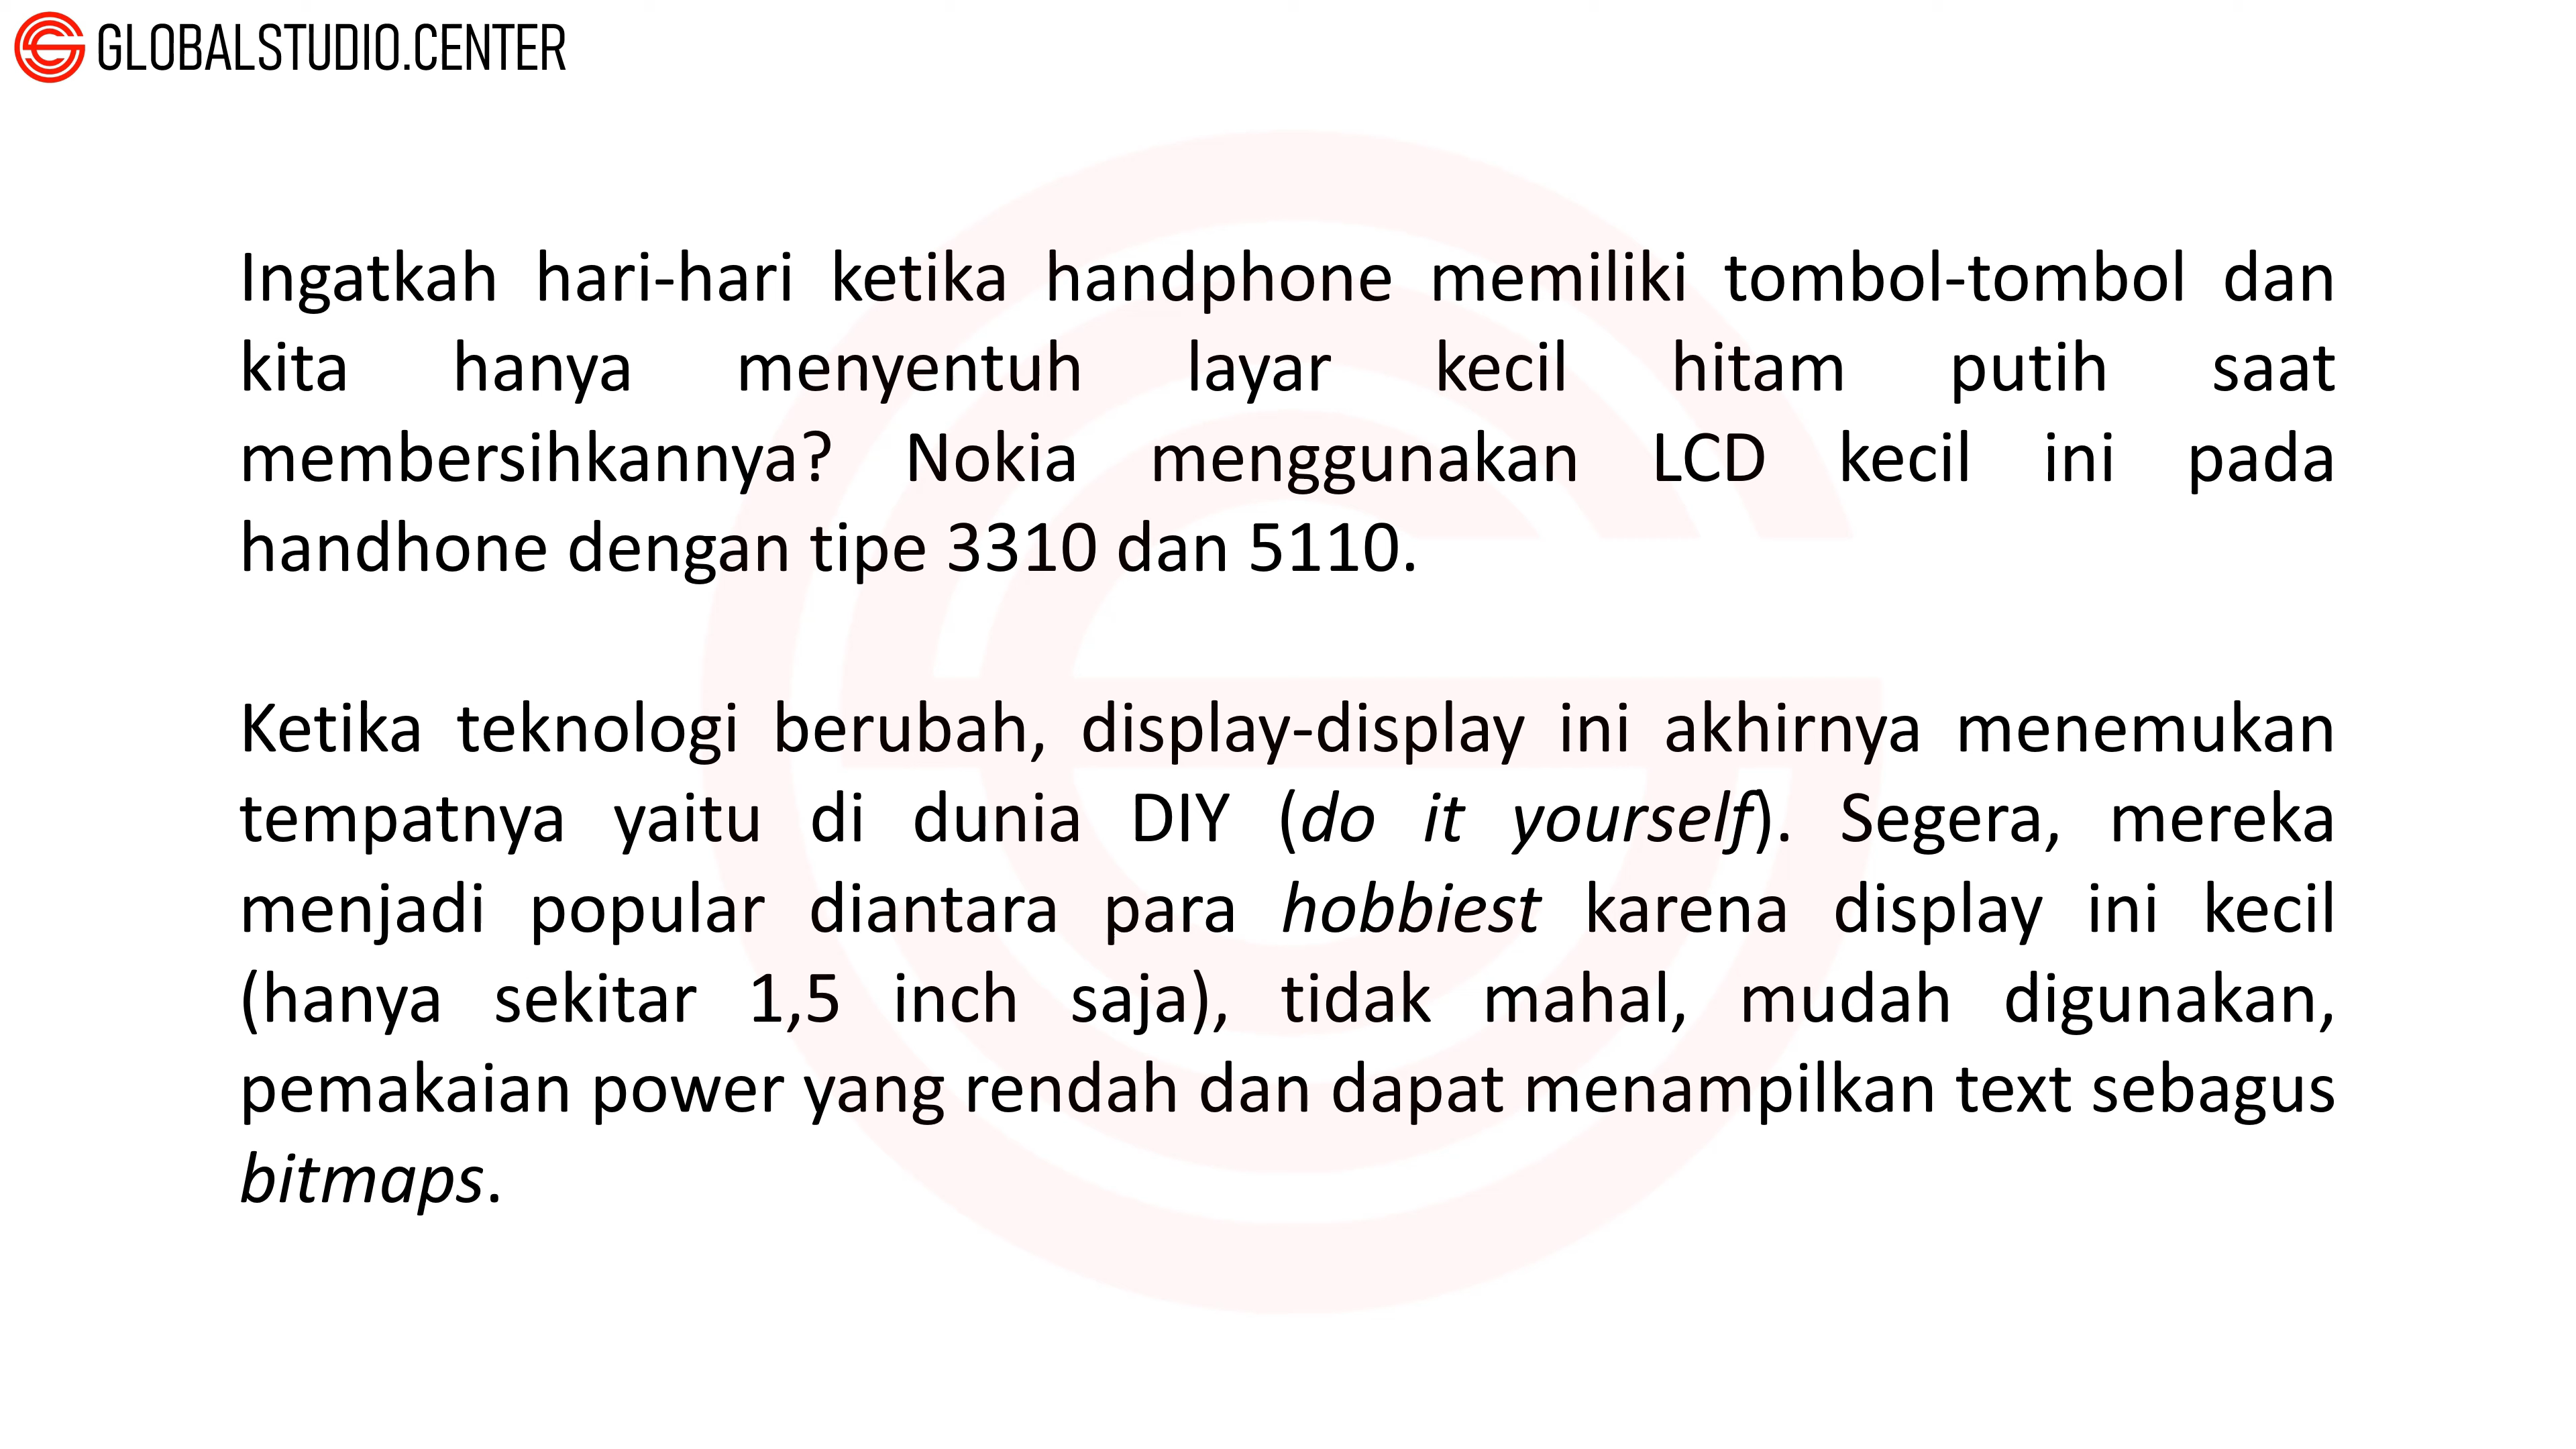 GLOBALSTUDIO.CENTER
Ingatkah hari-hari ketika handphone memiliki tombol-tombol dan
kita hanya menyentuh layar kecil hitam putih saat
membersihkannya? Nokia menggunakan LCD kecil ini pada
handhone dengan tipe 3310 dan 5110.
Ketika teknologi berubah, display-display ini akhirnya menemukan
tempatnya yaitu di dunia DIY (do it yourself). Segera, mereka
menjadi popular diantara para hobbiest karena display ini kecil
(hanya sekitar 1,5 inch saja), tidak mahal, mudah digunakan,
pemakaian power yang rendah dan dapat menampilkan text sebagus
bitmaps.